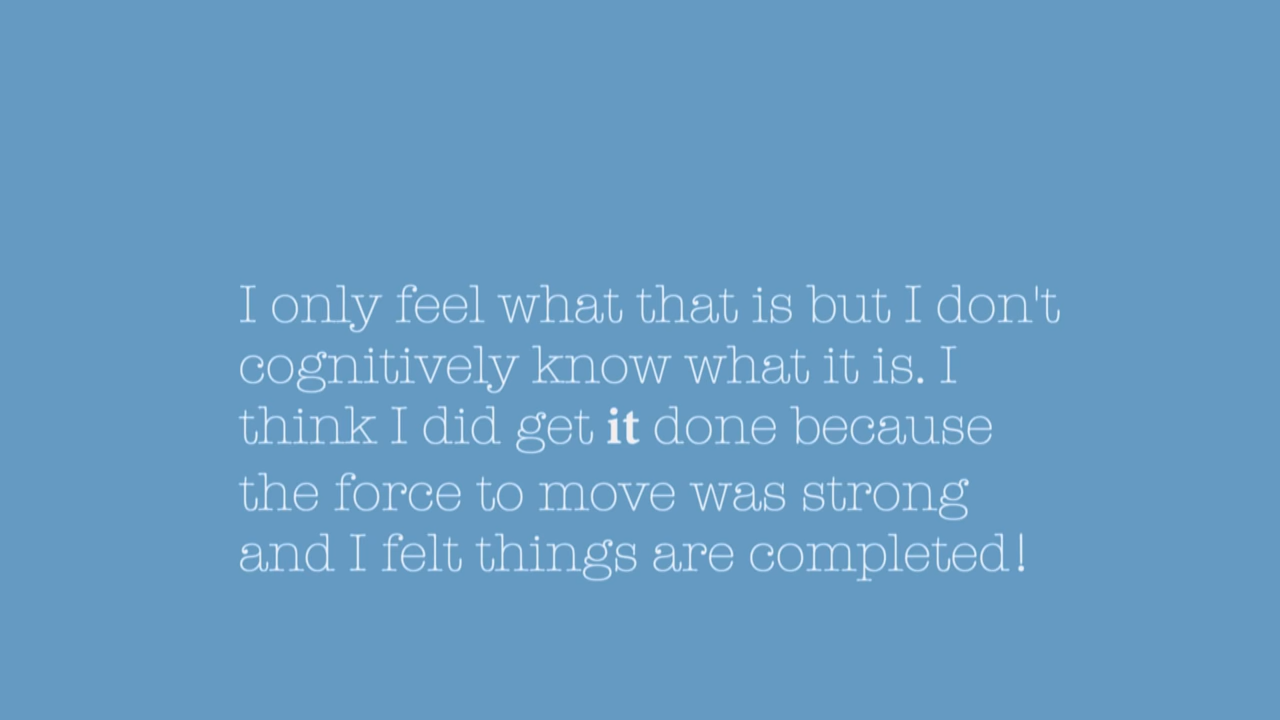 I only feel what that is but I don't
cognitively know what it is. I
think I did get it done because
the force to move was strong
and I felt things are completed!